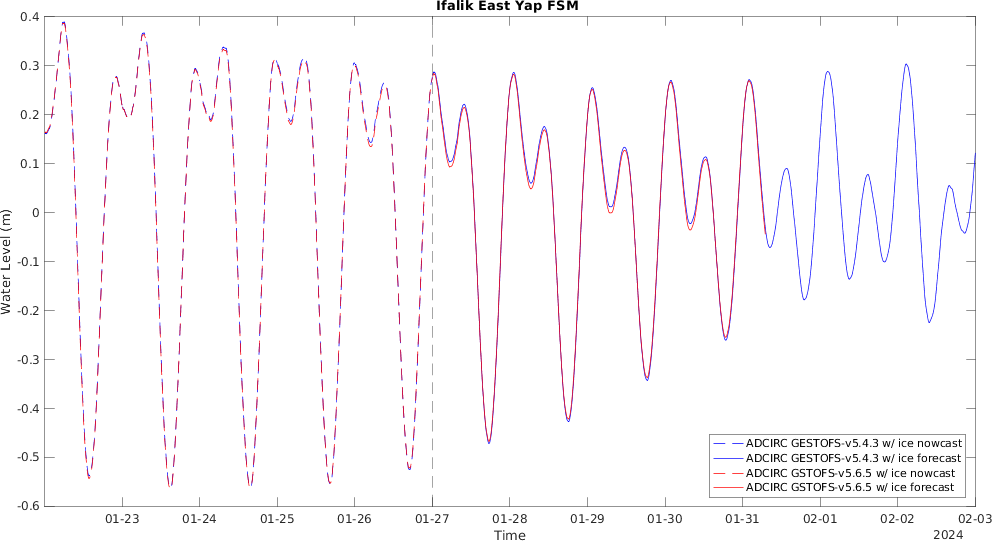 Ifalik East Yap FSM
0.4
0.3
0.2
0.1
0
-0.1
-0.2
-0.3
-0.4
-0.5
-0.6
Water Level (m)
ADCIRC GESTOFS-v5.4.3 w/ ice nowcast
ADCIRC GESTOFS-v5.4.3 w/ ice forecast
ADCIRC GSTOFS-v5.6.5 w/ ice nowcast
ADCIRC GSTOFS-v5.6.5 w/ ice forecast
01-23 01-24 01-25 01-26 01-27 01-28 01-29 01-30 01-31 02-01 02-02 02-03
Time
2024